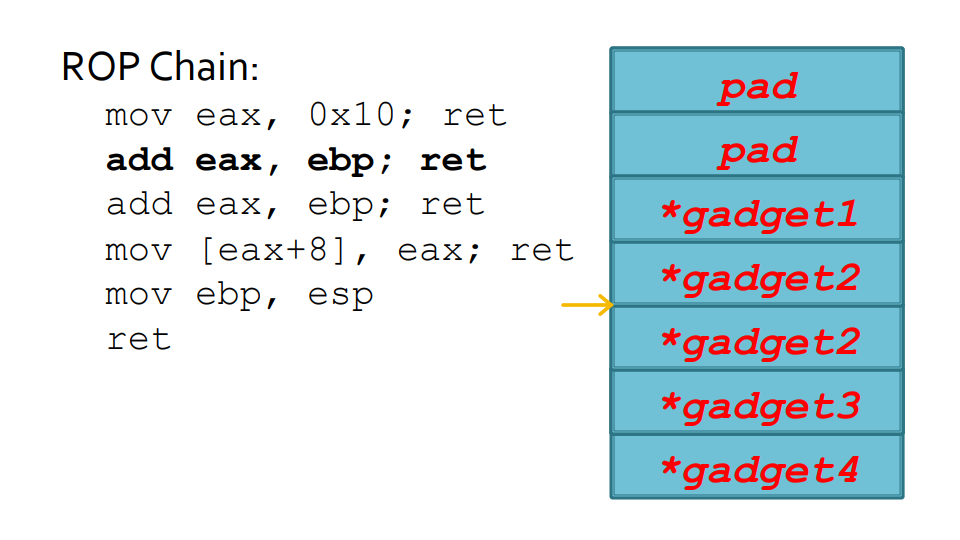 ROP Chain:
mov eax, 0x10; ret
add eax, ebp; ret
add eax, ebp; ret
mov [eax+8], eax; ret
mov ebp, esp
ret
pad
pad
*gadget1
*gadget2
*gadget2
*gadget3
*gadget4